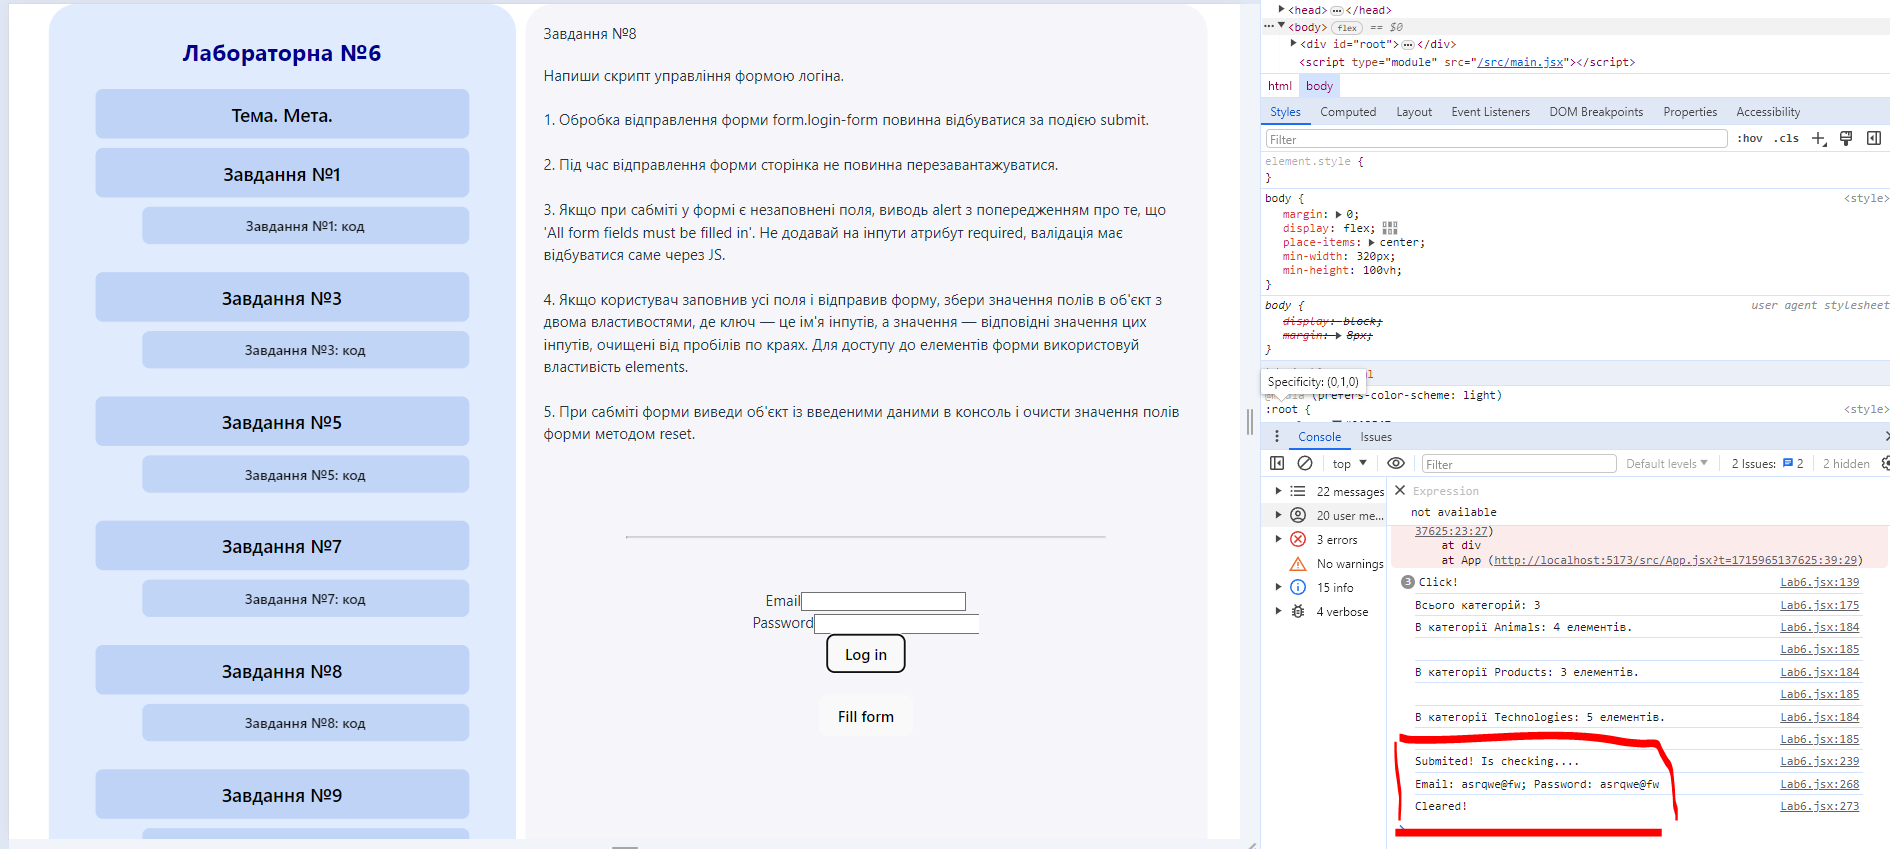 Лабораторна №6
Тема. Мета.
Завдання №1
Завдання №1: код
Завдання №3
Завдання №3: код
Завдання №5
Завдання №5: код
Завдання №7
Завдання №7: код
Завдання №8
Завдання №8: код
Завдання №9
Завдання №8
Напиши скрипт управління формою логіна.
1. Обробка відправлення форми form.login-form повинна відбуватися за подією submit.
2. Під час відправлення форми сторінка не повинна перезавантажуватися.
3. Якщо при сабміті у формі є незаповнені поля, виводь alert з попередженням про те, що
'All form fields must be filled in'. Не додавай на інпути атрибут required, валідація має
відбуватися саме через JS.
4. Якщо користувач заповнив усі поля і відправив форму, збери значення полів в об'єкт з
двома властивостями, де ключ — це ім'я інпутів, а значення — відповідні значення цих
інпутів, очищені від пробілів по краях. Для доступу до елементів форми використовуй
властивість elements.
5. При сабміті форми виведи об'єкт із введеними даними в консоль і очисти значення полів
форми методом reset.
Email
Password
Log in
Fill form
<head> ... </head>
<body> flex == $0
<div id="root"> ... </div>
<script type="module" src="/src/main.jsx"></script>
html body
Styles Computed Layout Event Listeners DOM Breakpoints Properties Accessibility
Filter :hov .cls
element.style {
}
body { <style>
margin: 0;
display: flex;
place-items: center;
min-width: 320px;
min-height: 100vh;
}
body { user agent stylesheet
display: block;
margin: 8px;
}
Specificity: (0,1,0)
(prefers-color-scheme: light)
:root { <style>
Console Issues
top Filter Default levels 2 Issues: 2 2 hidden
22 messages
20 user me...
3 errors
No warnings
15 info
4 verbose
Expression
not available
37625:23:27)
at div
at App (http://localhost:5173/src/App.jsx?t=1715965137625:39:29)
3 Click! Lab6.jsx:139
Всього категорій: 3 Lab6.jsx:175
В категорії Animals: 4 елементів. Lab6.jsx:184
Lab6.jsx:185
В категорії Products: 3 елементів. Lab6.jsx:184
Lab6.jsx:185
В категорії Technologies: 5 елементів. Lab6.jsx:184
Lab6.jsx:185
Submited! Is checking.... Lab6.jsx:239
Email: asrqwe@fw; Password: asrqwe@fw Lab6.jsx:268
Cleared! Lab6.jsx:273